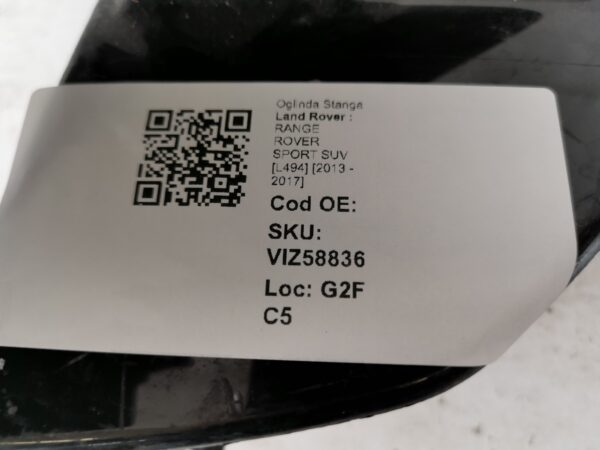 Oglinda Stanga
Land Rover :
RANGE
ROVER
SPORT SUV
[L494] [2013 -
2017]
Cod OE:
SKU:
VIZ58836
Loc: G2F
C5